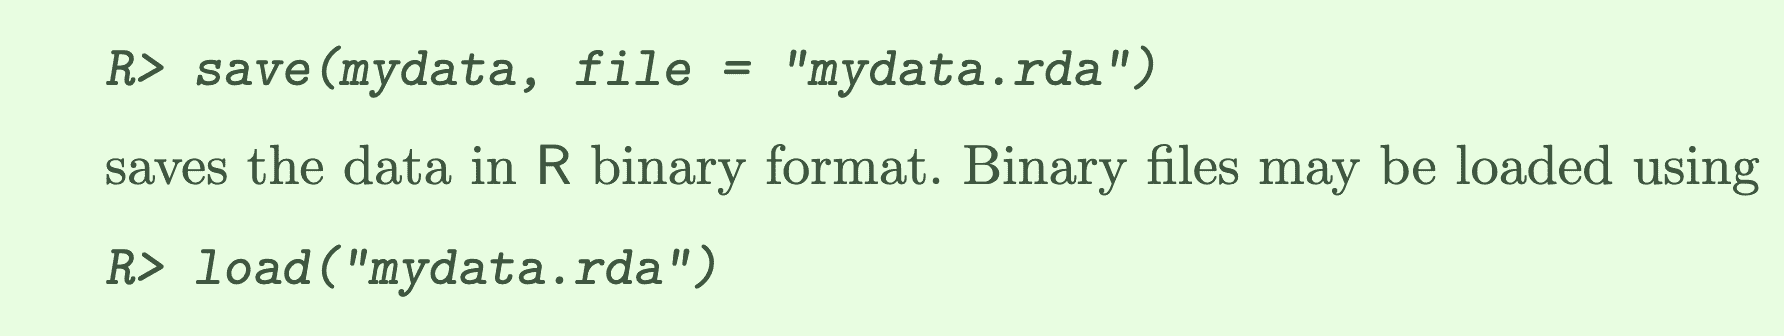 R> save(mydata, file = "mydata.rda")
saves the data in R binary format. Binary files may be loaded using
R> load("mydata.rda")